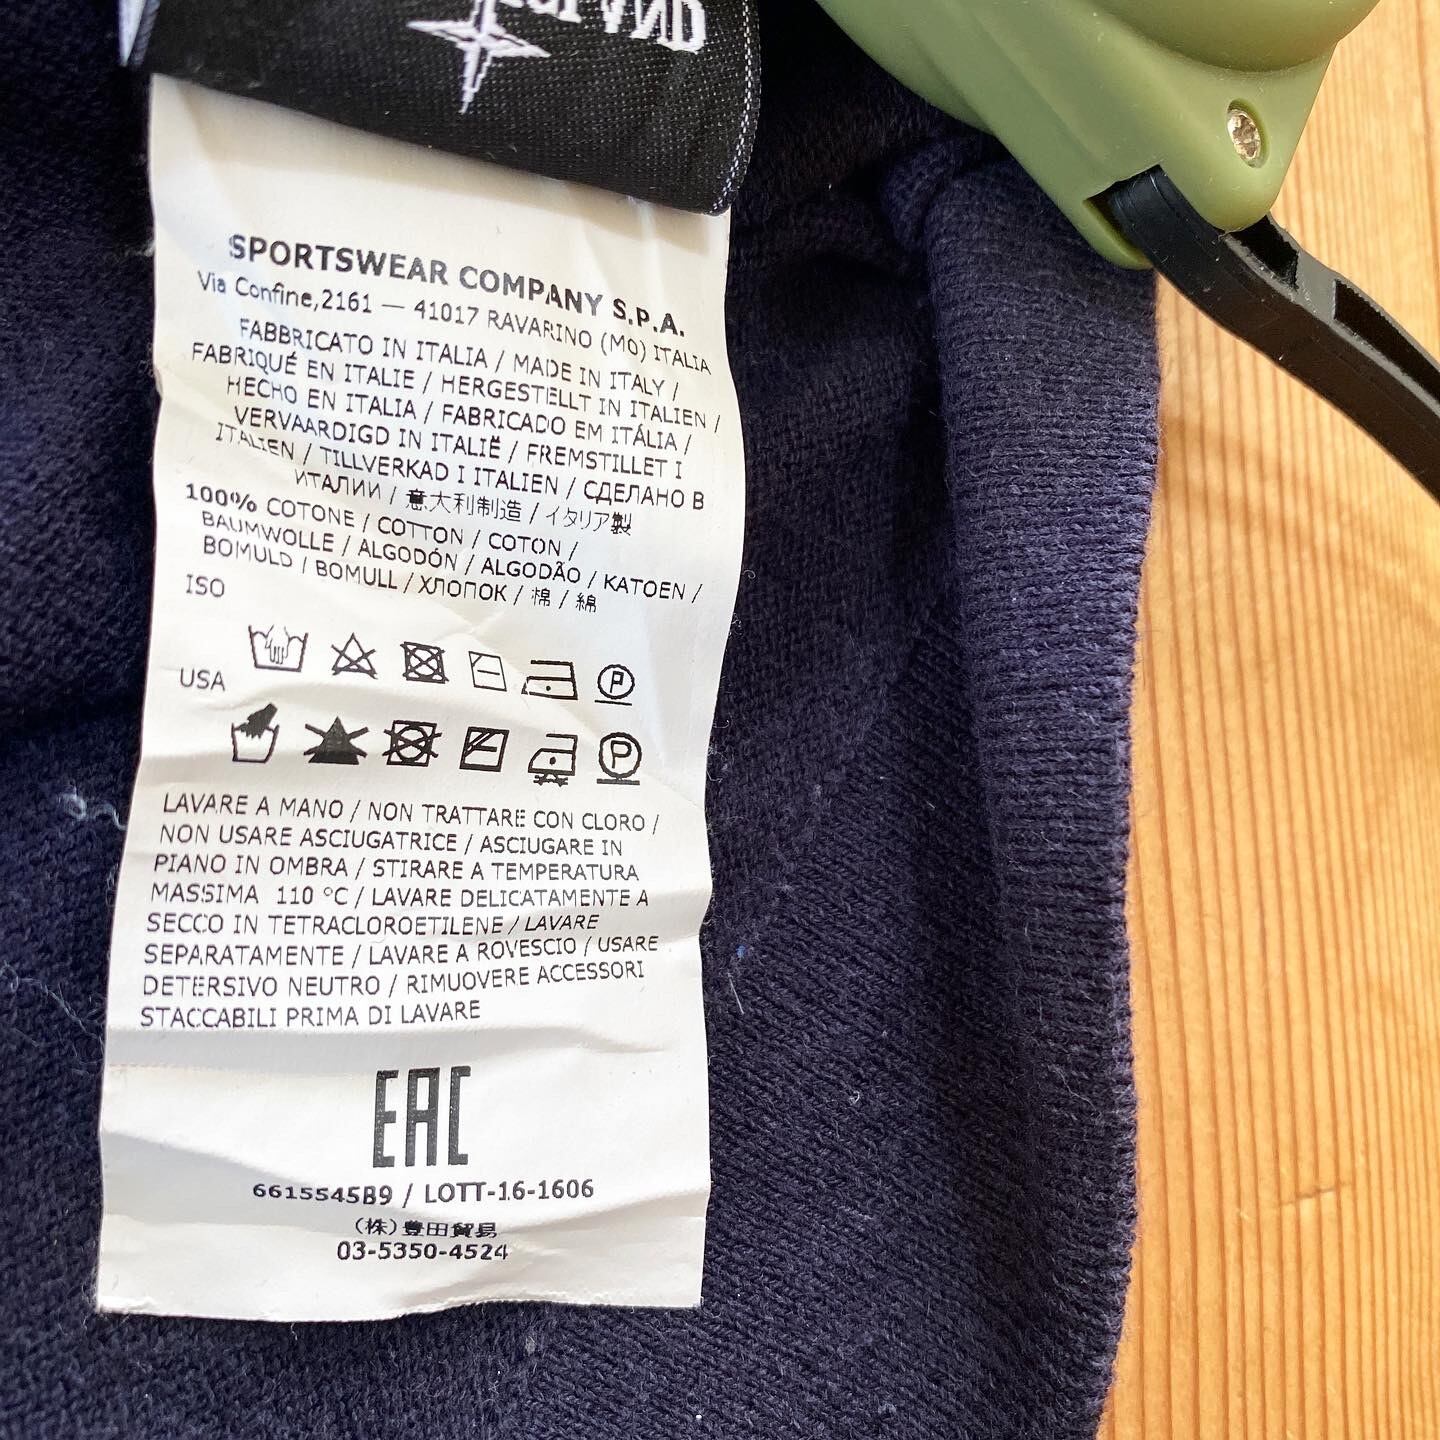 SPORTSWEAR COMPANY S.P.A.
Via Confine,2161 — 41017 RAVARINO (MO) ITALIA
FABBRICATO IN ITALIA / MADE IN ITALY /
FABRIQUÉ EN ITALIE / HERGESTELLT IN ITALIEN /
HECHO EN ITALIA / FABRICADO EM ITÁLIA /
VERVAARDIGD IN ITALIË / FREMSTILLET I
ITALIEN / TILLVERKAD I ITALIEN / СДЕЛАНО В
ИТАЛИИ / 意大利制造 / イタリア製
100% COTONE / COTTON / COTON /
BAUMWOLLE / ALGODÓN / ALGODÃO / KATOEN /
BOMULD / BOMULL / ХЛОПОК / 棉 / 綿
ISO
P
USA
P
LAVARE A MANO / NON TRATTARE CON CLORO /
NON USARE ASCIUGATRICE / ASCIUGARE IN
PIANO IN OMBRA / STIRARE A TEMPERATURA
MASSIMA 110 °C / LAVARE DELICATAMENTE A
SECCO IN TETRACLOROETILENE / LAVARE
SEPARATAMENTE / LAVARE A ROVESCIO / USARE
DETERSIVO NEUTRO / RIMUOVERE ACCESSORI
STACCABILI PRIMA DI LAVARE
EAC
6615545B9 / LOTT-16-1606
(株)豊田貿易
03-5350-4524